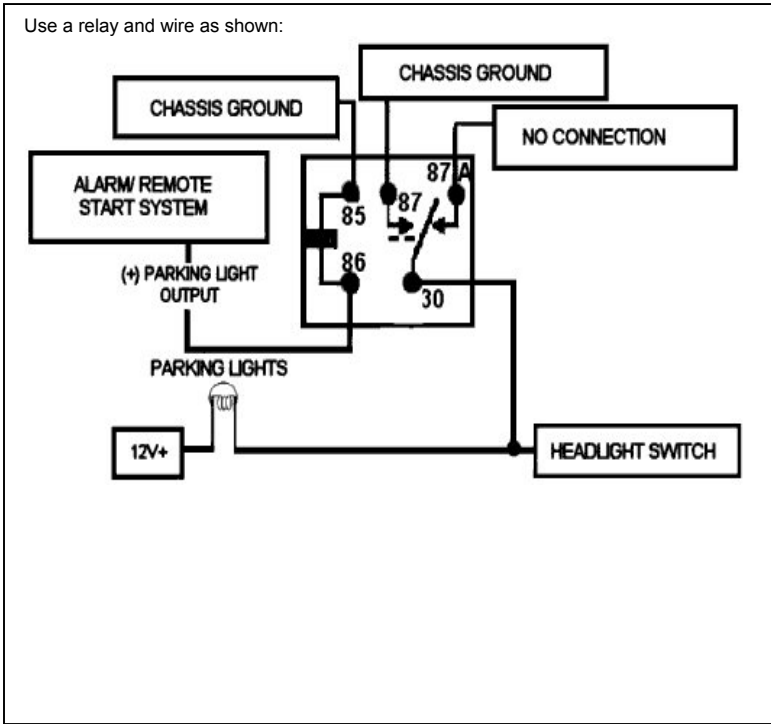 Use a relay and wire as shown:
CHASSIS GROUND
CHASSIS GROUND
NO CONNECTION
ALARM/ REMOTE
START SYSTEM
87 A
85
87
86
30
(+) PARKING LIGHT
OUTPUT
PARKING LIGHTS
12V+
HEADLIGHT SWITCH